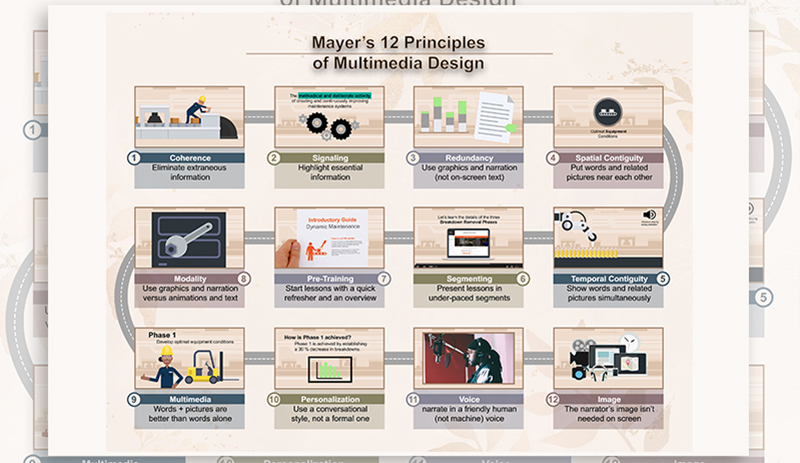 of Multimedia Design
Mayer's 12 Principles
of Multimedia Design
The methodical and deliberate activity
of creating and continuously improving
maintenance systems
Optimal Equipment
Conditions
1 Coherence
Eliminate extraneous
information
2 Signaling
Highlight essential
information
3 Redundancy
Use graphics and narration
(not on-screen text)
4 Spatial Contiguity
Put words and related
pictures near each other
Introductory Guide
Dynamic Maintenance
Let's learn the details of the three
Breakdown Removal Phases
Modality 8
Use graphics and narration
versus animations and text
Pre-Training 7
Start lessons with a quick
refresher and an overview
Segmenting 6
Present lessons in
under-paced segments
Temporal Contiguity 5
Show words and related
pictures simultaneously
Phase 1
Develop optimal equipment conditions
How is Phase 1 achieved?
Phase 1 is achieved by establishing
a 30 % decrease in breakdowns.
9 Multimedia
Words + pictures are
better than words alone
10 Personalization
Use a conversational
style, not a formal one
11 Voice
narrate in a friendly human
(not machine) voice
12 Image
The narrator's image isn't
needed on screen
1
5